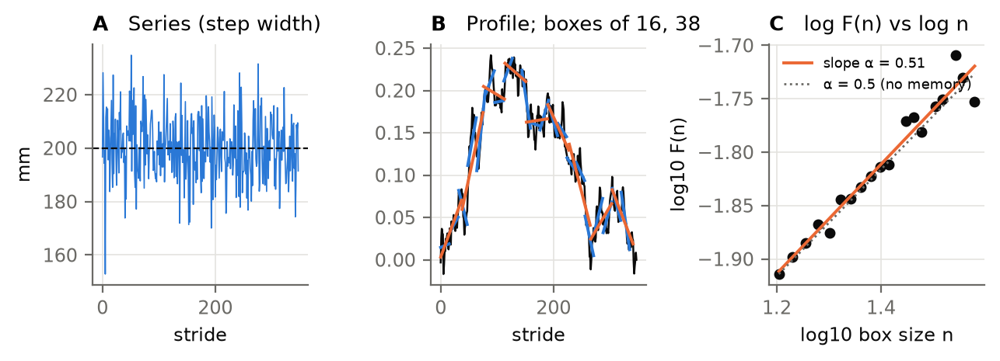 A Series (step width)
mm
220
200
180
160
0 200
stride
B Profile; boxes of 16, 38
0.25
0.20
0.15
0.10
0.05
0.00
0 200
stride
C log F(n) vs log n
log10 F(n)
−1.70
−1.75
−1.80
−1.85
−1.90
slope α = 0.51
α = 0.5 (no memory)
1.2 1.4
log10 box size n